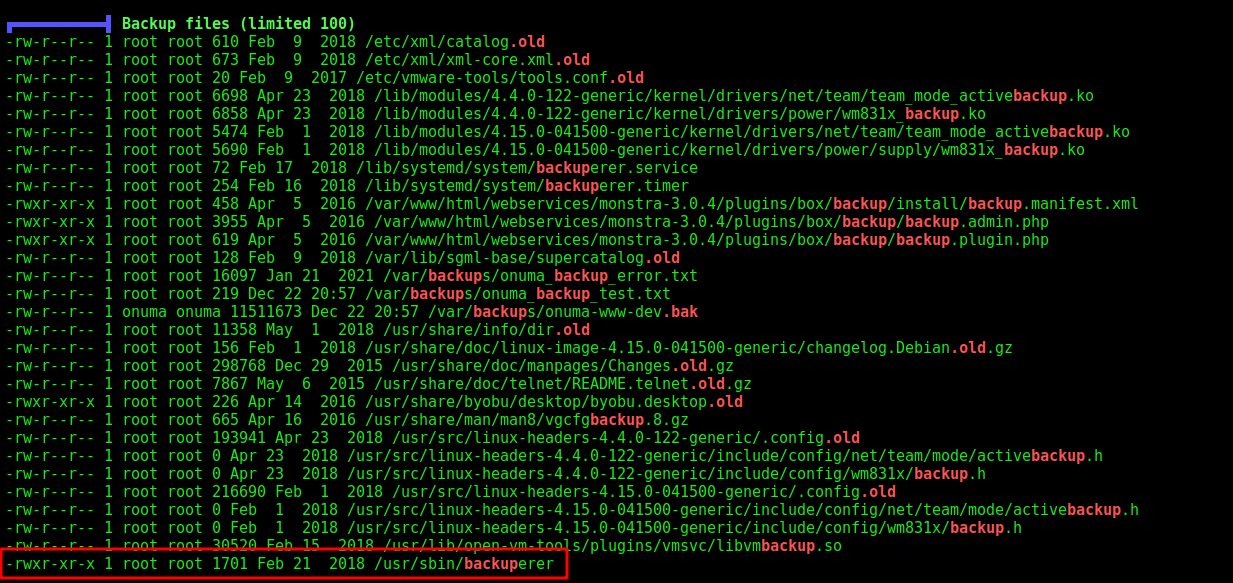 Backup files (limited 100)
-rw-r--r-- 1 root root 610 Feb  9  2018 /etc/xml/catalog.old
-rw-r--r-- 1 root root 673 Feb  9  2018 /etc/xml/xml-core.xml.old
-rw-r--r-- 1 root root 20 Feb  9  2017 /etc/vmware-tools/tools.conf.old
-rw-r--r-- 1 root root 6698 Apr 23  2018 /lib/modules/4.4.0-122-generic/kernel/drivers/net/team/team_mode_activebackup.ko
-rw-r--r-- 1 root root 6858 Apr 23  2018 /lib/modules/4.4.0-122-generic/kernel/drivers/power/wm831x_backup.ko
-rw-r--r-- 1 root root 5474 Feb  1  2018 /lib/modules/4.15.0-041500-generic/kernel/drivers/net/team/team_mode_activebackup.ko
-rw-r--r-- 1 root root 5690 Feb  1  2018 /lib/modules/4.15.0-041500-generic/kernel/drivers/power/supply/wm831x_backup.ko
-rw-r--r-- 1 root root 72 Feb 17  2018 /lib/systemd/system/backuperer.service
-rw-r--r-- 1 root root 254 Feb 16  2018 /lib/systemd/system/backuperer.timer
-rwxr-xr-x 1 root root 458 Apr  5  2016 /var/www/html/webservices/monstra-3.0.4/plugins/box/backup/install/backup.manifest.xml
-rwxr-xr-x 1 root root 3955 Apr  5  2016 /var/www/html/webservices/monstra-3.0.4/plugins/box/backup/backup.admin.php
-rwxr-xr-x 1 root root 619 Apr  5  2016 /var/www/html/webservices/monstra-3.0.4/plugins/box/backup/backup.plugin.php
-rw-r--r-- 1 root root 128 Feb  9  2018 /var/lib/sgml-base/supercatalog.old
-rw-r--r-- 1 root root 16097 Jan 21  2021 /var/backups/onuma_backup_error.txt
-rw-r--r-- 1 root root 219 Dec 22 20:57 /var/backups/onuma_backup_test.txt
-rw-r--r-- 1 onuma onuma 11511673 Dec 22 20:57 /var/backups/onuma-www-dev.bak
-rw-r--r-- 1 root root 11358 May  1  2018 /usr/share/info/dir.old
-rw-r--r-- 1 root root 156 Feb  1  2018 /usr/share/doc/linux-image-4.15.0-041500-generic/changelog.Debian.old.gz
-rw-r--r-- 1 root root 298768 Dec 29  2015 /usr/share/doc/manpages/Changes.old.gz
-rw-r--r-- 1 root root 7867 May  6  2015 /usr/share/doc/telnet/README.telnet.old.gz
-rwxr-xr-x 1 root root 226 Apr 14  2016 /usr/share/byobu/desktop/byobu.desktop.old
-rw-r--r-- 1 root root 665 Apr 16  2016 /usr/share/man/man8/vgcfgbackup.8.gz
-rw-r--r-- 1 root root 193941 Apr 23  2018 /usr/src/linux-headers-4.4.0-122-generic/.config.old
-rw-r--r-- 1 root root 0 Apr 23  2018 /usr/src/linux-headers-4.4.0-122-generic/include/config/net/team/mode/activebackup.h
-rw-r--r-- 1 root root 0 Apr 23  2018 /usr/src/linux-headers-4.4.0-122-generic/include/config/wm831x/backup.h
-rw-r--r-- 1 root root 216690 Feb  1  2018 /usr/src/linux-headers-4.15.0-041500-generic/.config.old
-rw-r--r-- 1 root root 0 Feb  1  2018 /usr/src/linux-headers-4.15.0-041500-generic/include/config/net/team/mode/activebackup.h
-rw-r--r-- 1 root root 0 Feb  1  2018 /usr/src/linux-headers-4.15.0-041500-generic/include/config/wm831x/backup.h
-rw-r--r-- 1 root root 30520 Feb 15  2018 /usr/lib/open-vm-tools/plugins/vmsvc/libvmbackup.so
-rwxr-xr-x 1 root root 1701 Feb 21  2018 /usr/sbin/backuperer